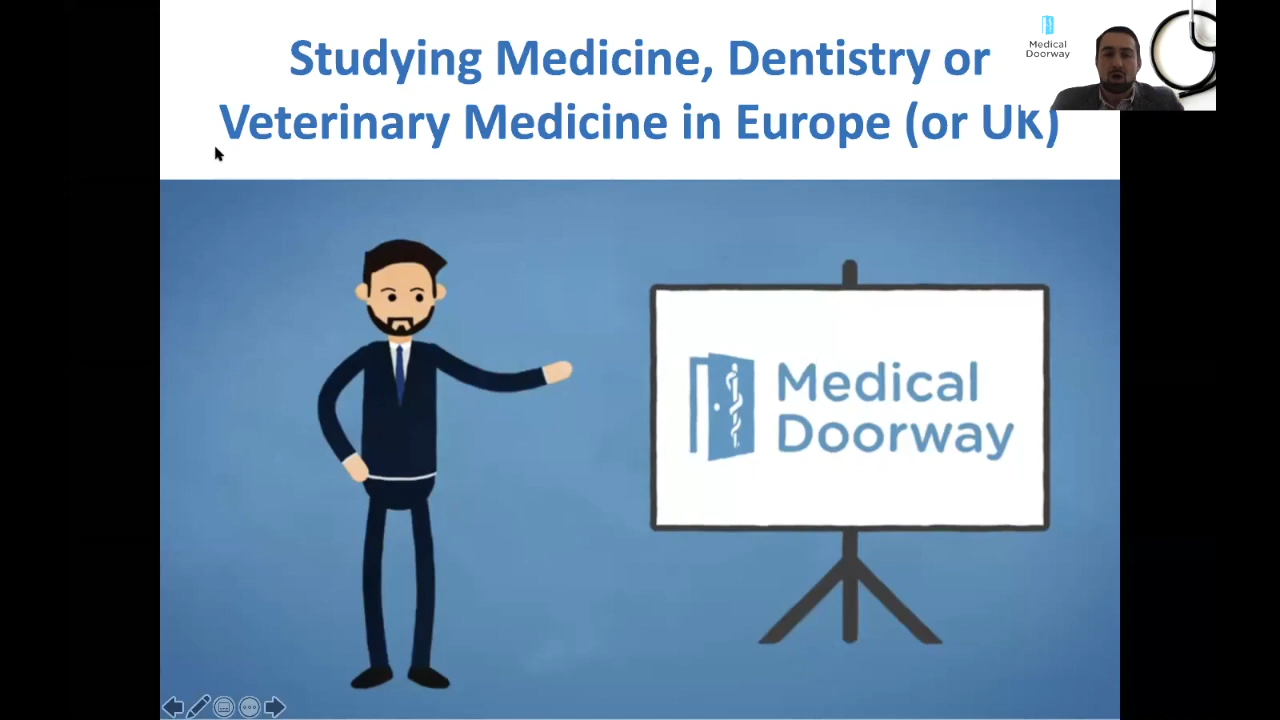 Studying Medicine, Dentistry or
Veterinary Medicine in Europe (or UK)
Medical
Doorway
Medical
Doorway